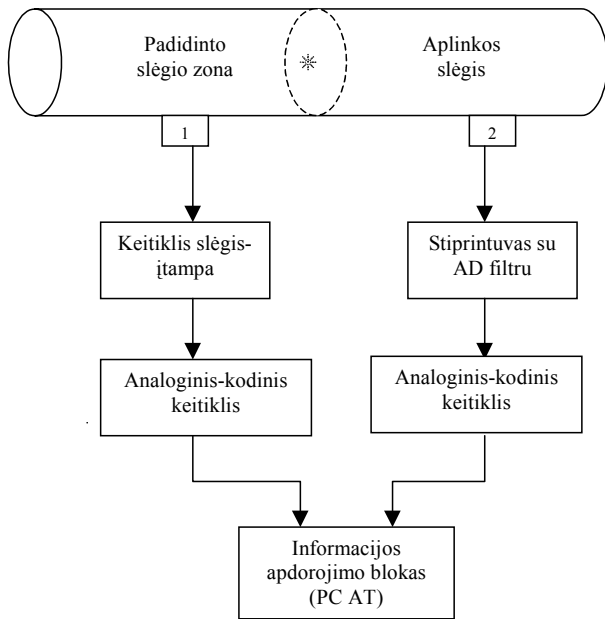 Padidinto
slėgio zona
Aplinkos
slėgis
1
2
Keitiklis slėgis-
įtampa
Stiprintuvas su
AD filtru
Analoginis-kodinis
keitiklis
Analoginis-kodinis
keitiklis
Informacijos
apdorojimo blokas
(PC AT)